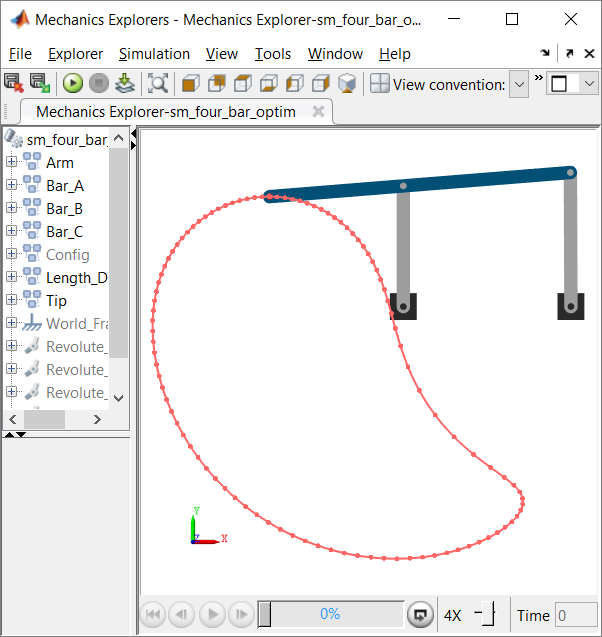 Mechanics Explorers - Mechanics Explorer-sm_four_bar_o...
File Explorer Simulation View Tools Window Help
View convention: »
Mechanics Explorer-sm_four_bar_optim
sm_four_bar_
Arm
Bar_A
Bar_B
Bar_C
Config
Length_D
Tip
World_Fra
Revolute_
Revolute_
Revolute_
Y
Z
X
0%
4X
Time 0